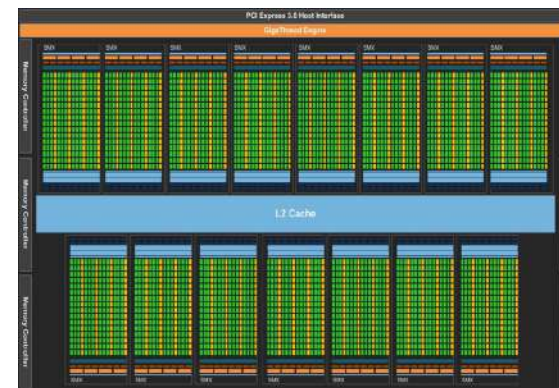 PCI Express 3.0 Host Interface
GigaThread Engine
SMX SMX SMX SMX SMX SMX SMX SMX
Memory Controller
Memory Controller
Memory Controller
L2 Cache
SMX SMX SMX SMX SMX SMX SMX